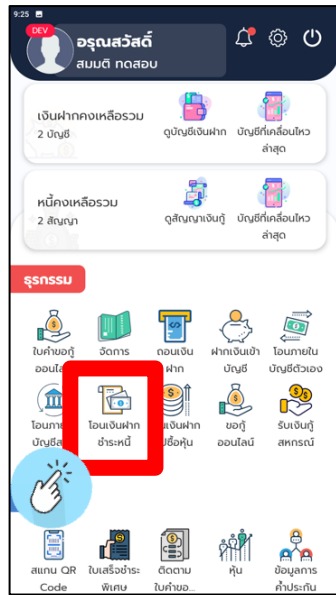 9:25
DEV
อรุณสวัสดิ์
สมมติ ทดสอบ
เงินฝากคงเหลือรวม
2 บัญชี
ดูบัญชีเงินฝาก
บัญชีที่เคลื่อนไหว
ล่าสุด
หนี้คงเหลือรวม
2 สัญญา
ดูสัญญาเงินกู้
บัญชีที่เคลื่อนไหว
ล่าสุด
ธุรกรรม
ใบคำขอกู้
ออนไล
จัดการ
ถอนเงิน
ฝาก
ฝากเงินเข้า
บัญชี
โอนภายใน
บัญชีตัวเอง
โอนภาย
บัญชีส
โอนเงินฝาก
ชำระหนี้
เงินฝาก
ซื้อหุ้น
ขอกู้
ออนไลน์
รับเงินกู้
สหกรณ์
สแกน QR
Code
ใบเสร็จชำระ
พิเศษ
ติดตาม
ใบคำขอ...
หุ้น
ข้อมูลการ
ค้ำประกัน